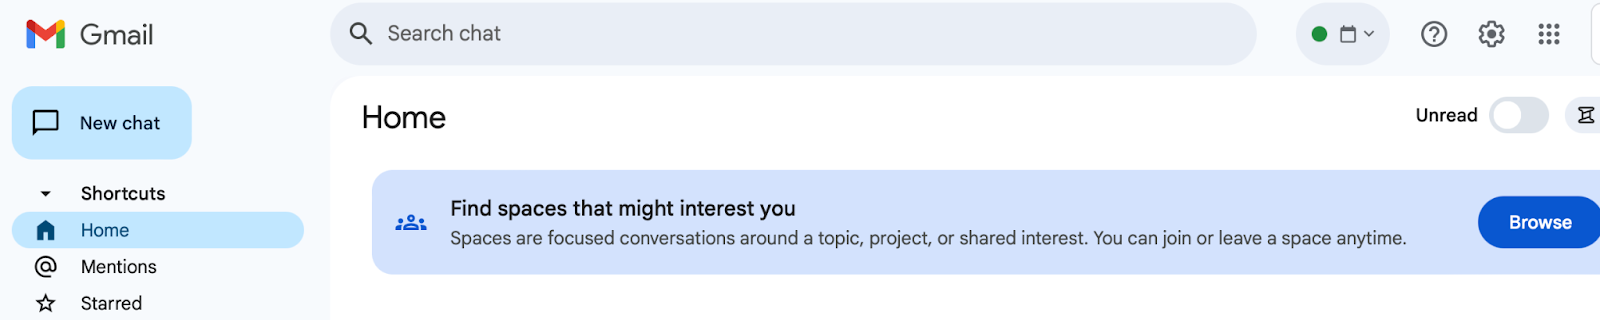 Gmail
Search chat
New chat
Home
Unread
Shortcuts
Find spaces that might interest you
Home
Spaces are focused conversations around a topic, project, or shared interest. You can join or leave a space anytime.
Browse
Mentions
Starred